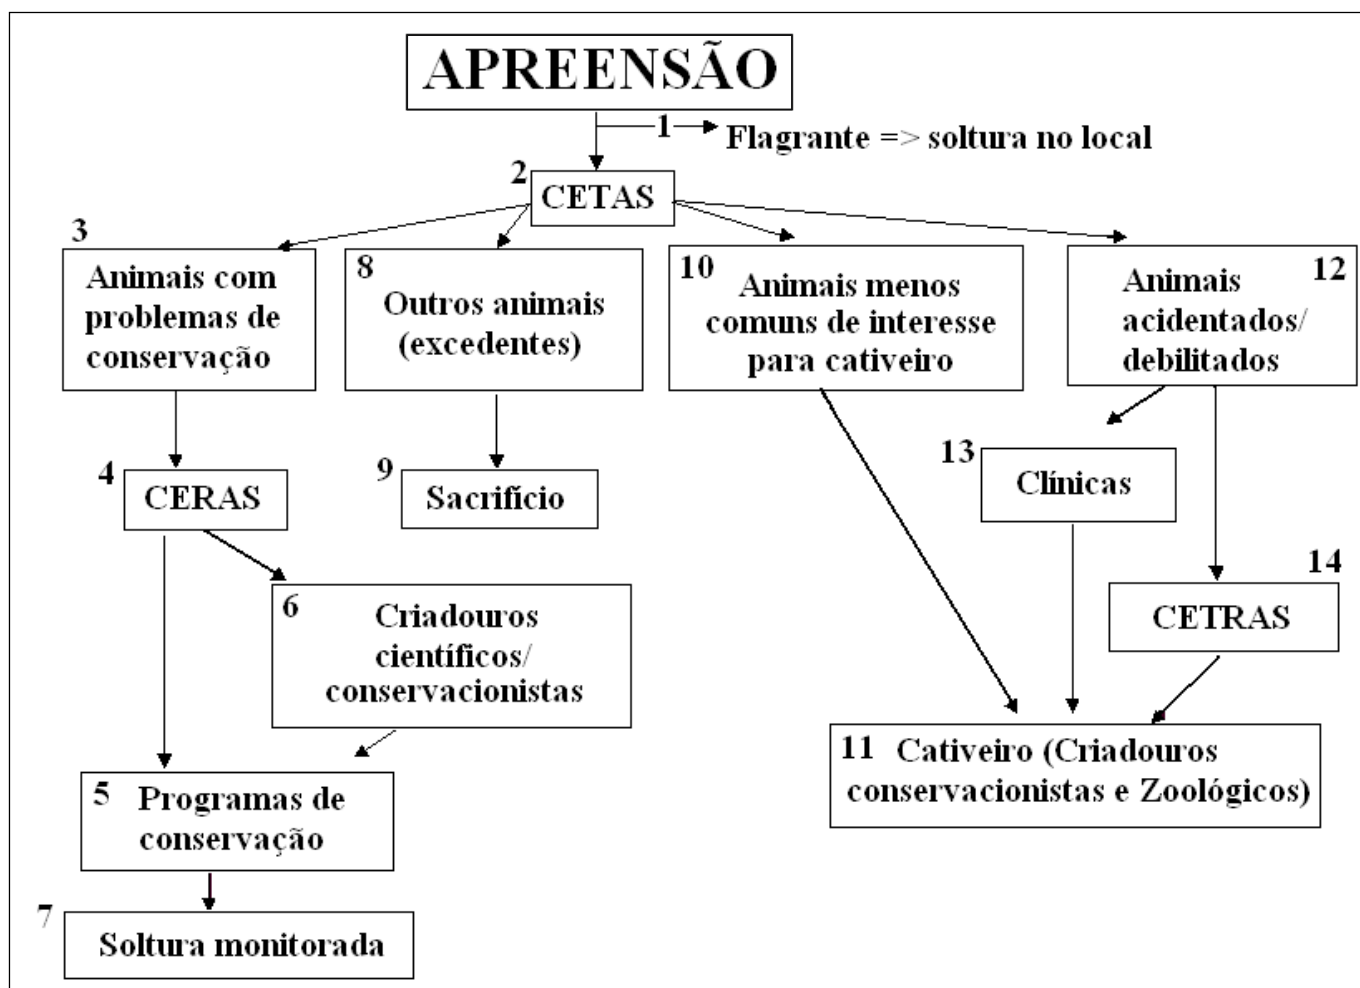 APREENSÃO
1
Flagrante => soltura no local
2
CETAS
3
Animais com
problemas de
conservação
8
Outros animais
(excedentes)
10
Animais menos
comuns de interesse
para cativeiro
12
Animais
acidentados/
debilitados
4
CERAS
9
Sacrifício
13
Clínicas
14
CETRAS
6
Criadouros
científicos/
conservacionistas
5
Programas de
conservação
11 Cativeiro (Criadouros
conservacionistas e Zoológicos)
7
Soltura monitorada